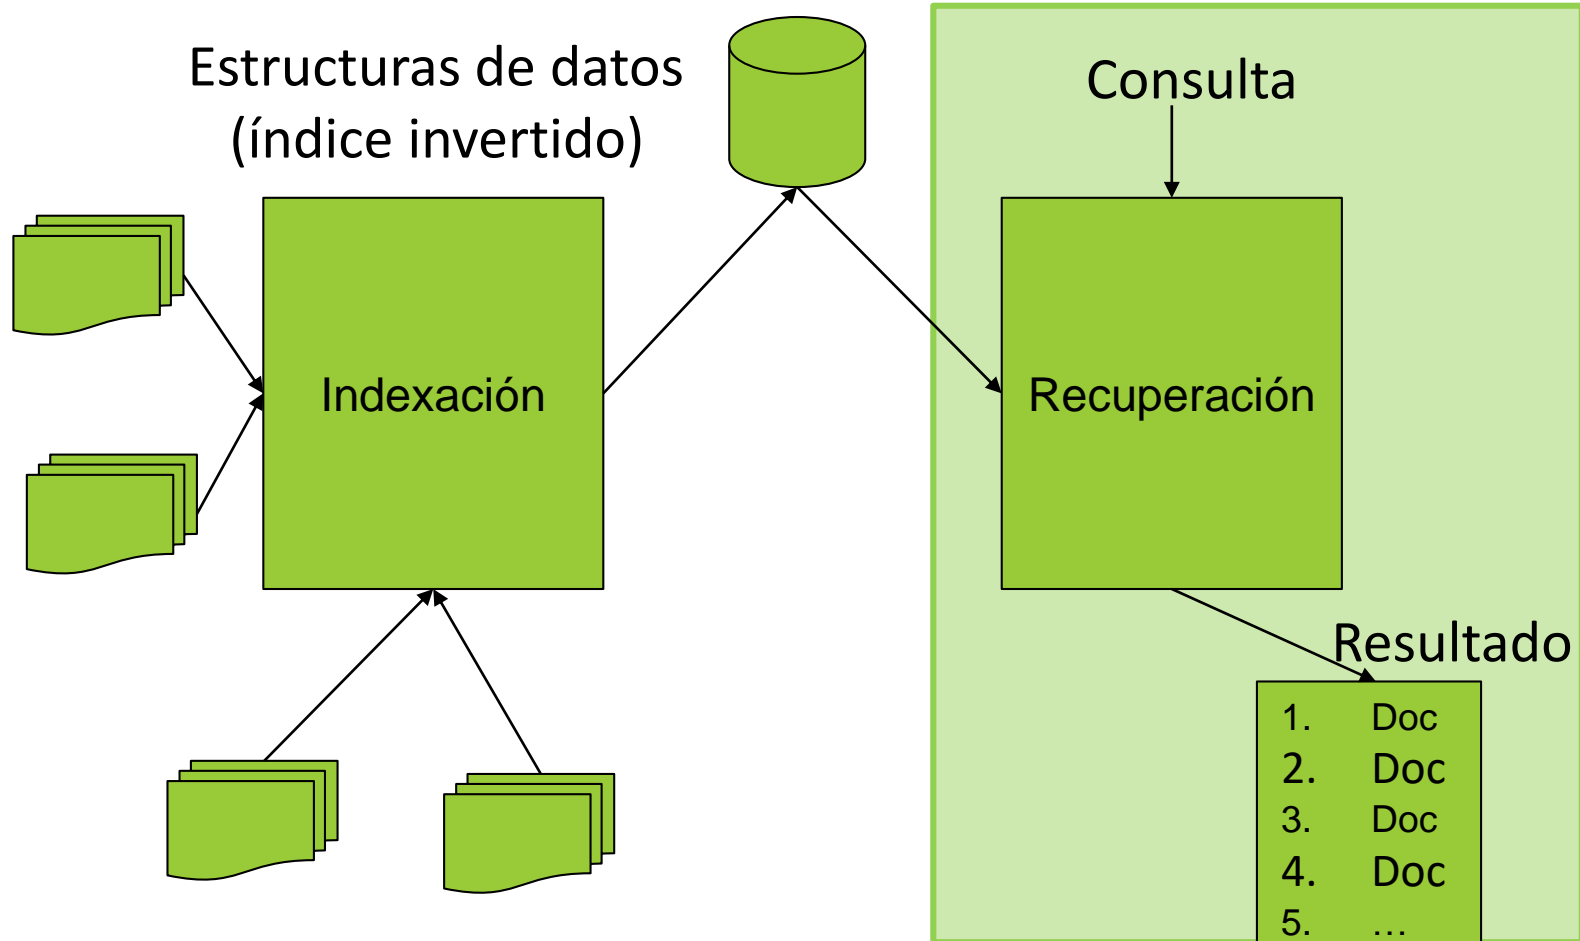 Estructuras de datos
(índice invertido)
Indexación
Consulta
Recuperación
Resultado
1. Doc
2. Doc
3. Doc
4. Doc
5. …